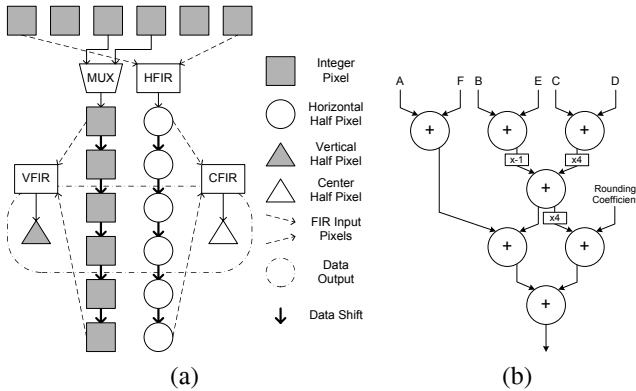 MUX
HFIR
VFIR
CFIR
Integer
Pixel
Horizontal
Half Pixel
Vertical
Half Pixel
Center
Half Pixel
FIR Input
Pixels
Data
Output
Data Shift
(a)
A F B E C D
+ + +
x-1 x4
+
x4
Rounding
Coefficien
+ +
+
(b)